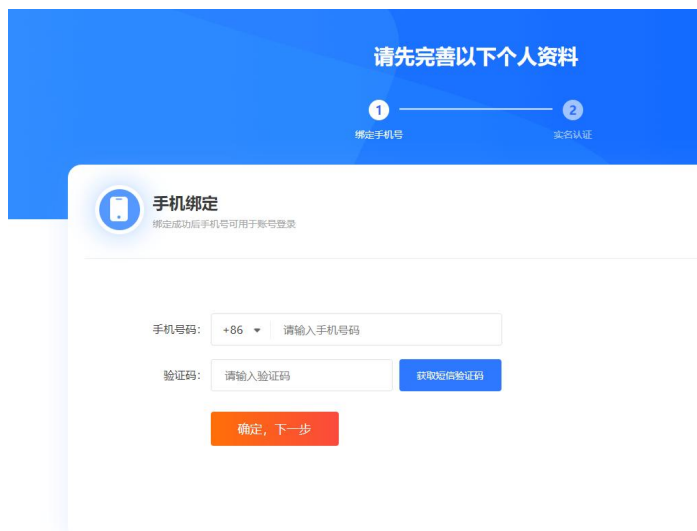 请先完善以下个人资料
1
2
绑定手机号
实名认证
手机绑定
绑定成功后手机号可用于账号登录
手机号码： +86 请输入手机号码
验证码： 请输入验证码 获取短信验证码
确定，下一步